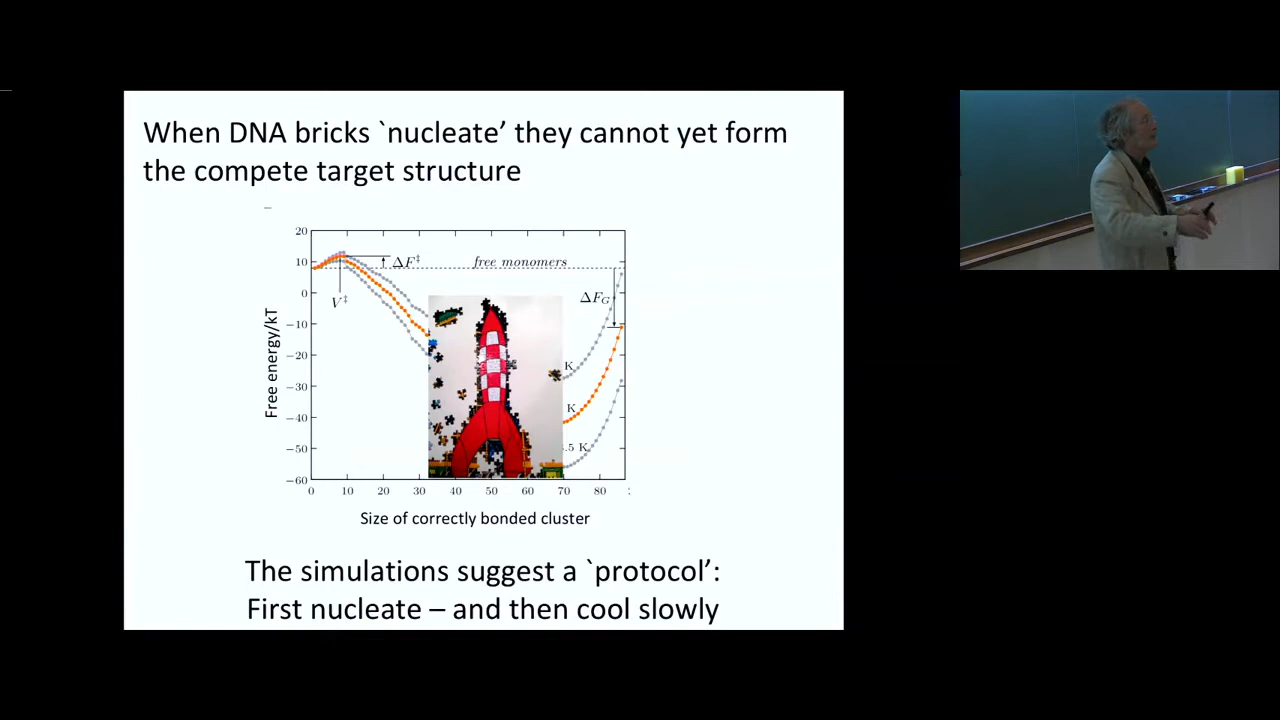 When DNA bricks `nucleate' they cannot yet form
the compete target structure
20
10
0
−10
−20
−30
−40
−50
−60
Free energy/kT
ΔF‡
V‡
free monomers
ΔF_G
K
K
.5 K
0 10 20 30 40 50 60 70 80
Size of correctly bonded cluster
The simulations suggest a `protocol':
First nucleate – and then cool slowly